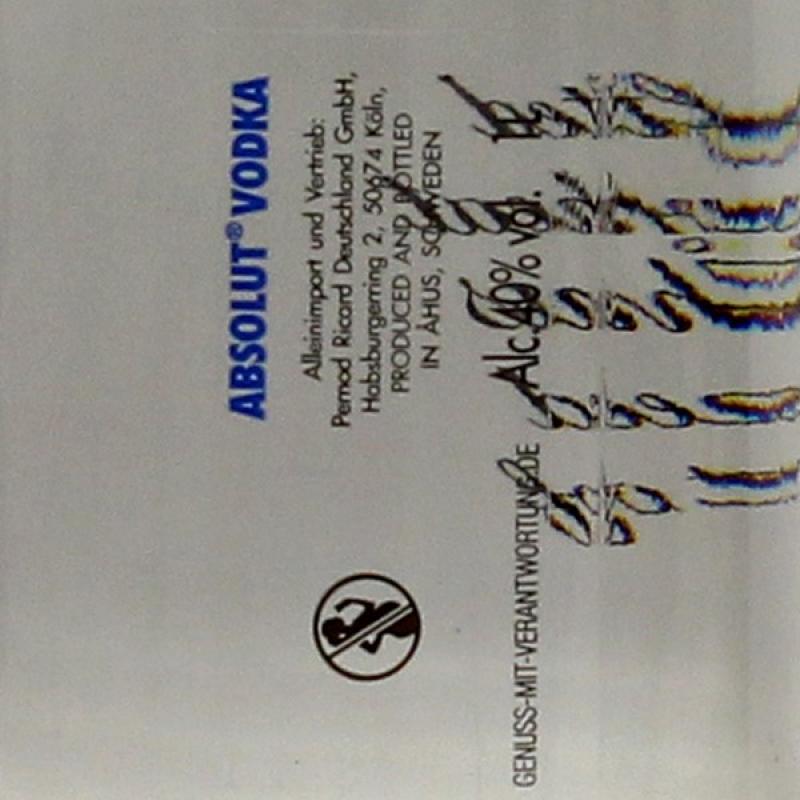 ABSOLUT® VODKA
Alleinimport und Vertrieb:
Pernod Ricard Deutschland GmbH,
Habsburgerring 2, 50674 Köln,
PRODUCED AND BOTTLED
IN ÅHUS, SCHWEDEN
Alc. 40% vol.
GENUSS-MIT-VERANTWORTUNG.DE